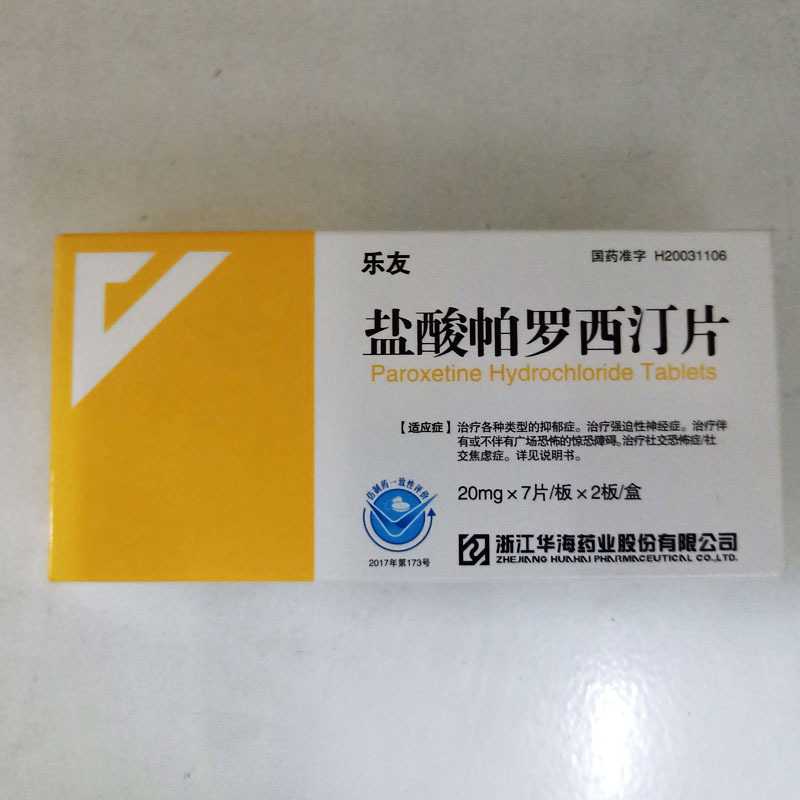 乐友
国药准字 H20031106
盐酸帕罗西汀片
Paroxetine Hydrochloride Tablets
【适应症】治疗各种类型的抑郁症。治疗强迫性神经症。治疗伴
有或不伴有广场恐怖的惊恐障碍。治疗社交恐怖症/社
交焦虑症。详见说明书。
仿制药一致性评价
2017年第173号
20mg×7片/板×2板/盒
浙江华海药业股份有限公司
ZHEJIANG HUAHAI PHARMACEUTICAL CO.,LTD.